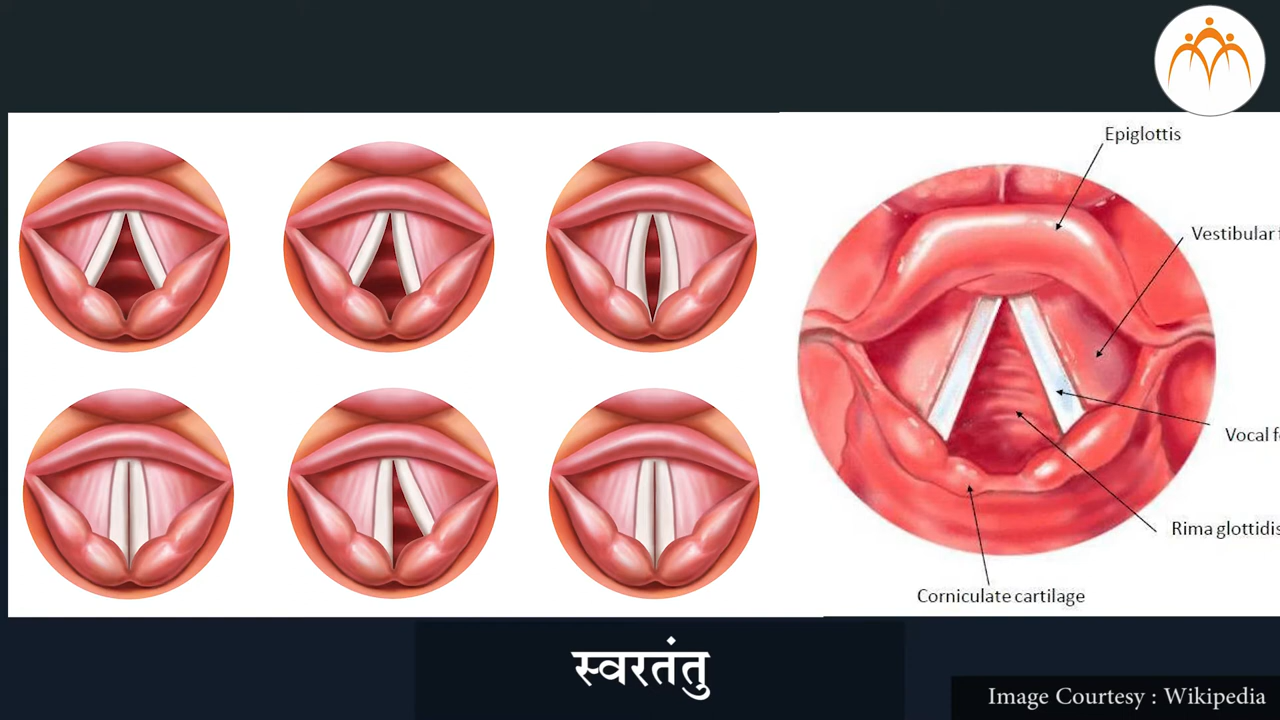 Epiglottis
Vestibular f
Vocal f
Rima glottidis
Corniculate cartilage
स्वरतंतु
Image Courtesy : Wikipedia